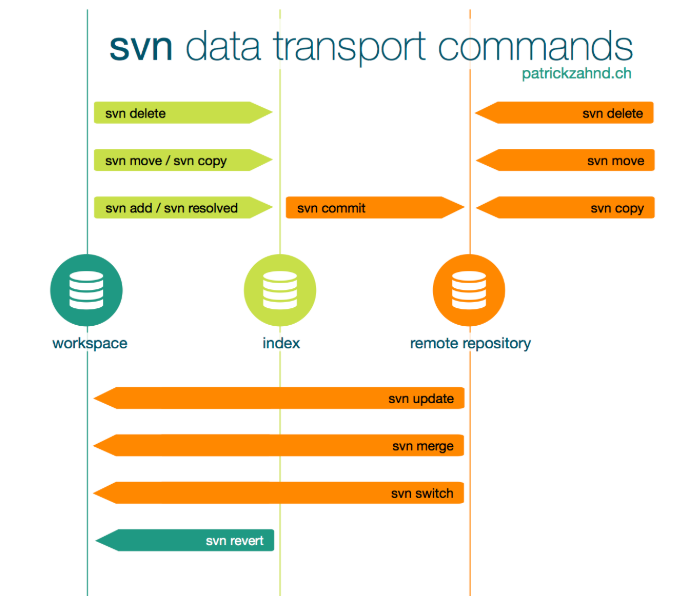 svn data transport commands
patrickzahnd.ch
svn delete
svn delete
svn move / svn copy
svn move
svn add / svn resolved
svn commit
svn copy
workspace
index
remote repository
svn update
svn merge
svn switch
svn revert